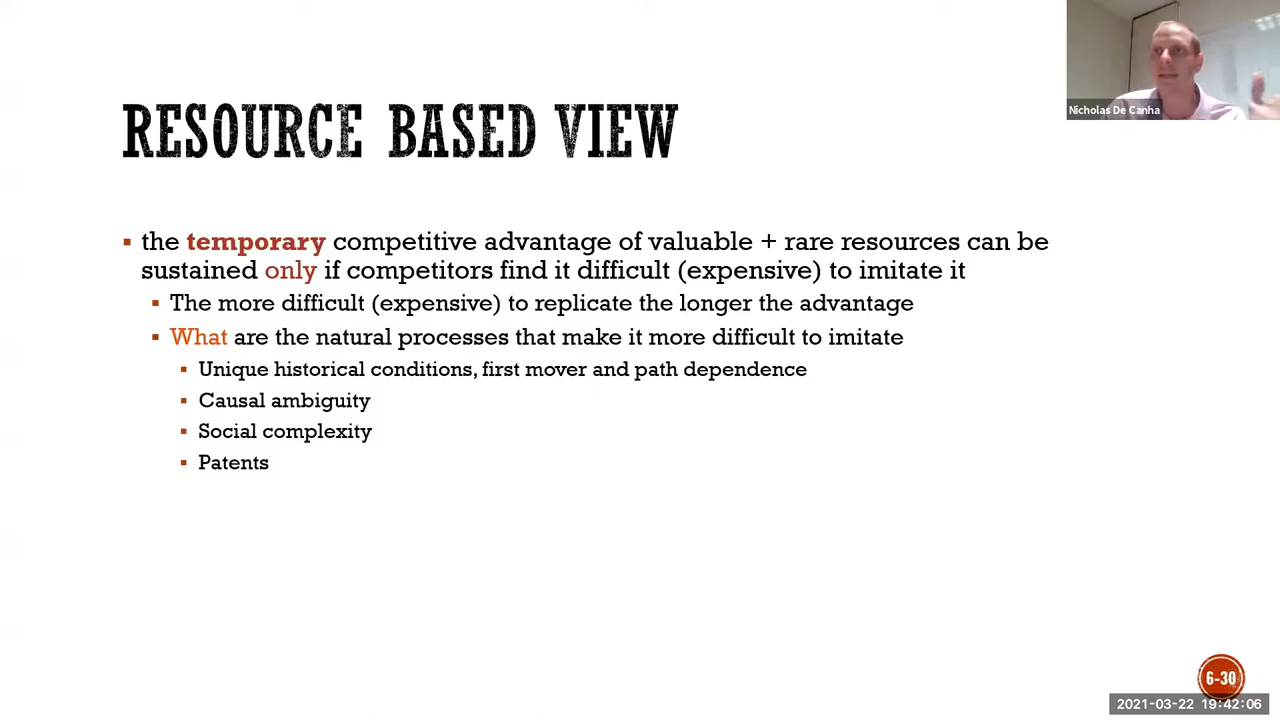 Nicholas De Canha
RESOURCE BASED VIEW
the temporary competitive advantage of valuable + rare resources can be
sustained only if competitors find it difficult (expensive) to imitate it
The more difficult (expensive) to replicate the longer the advantage
What are the natural processes that make it more difficult to imitate
Unique historical conditions, first mover and path dependence
Causal ambiguity
Social complexity
Patents
6-30
2021-03-22 19:42:06